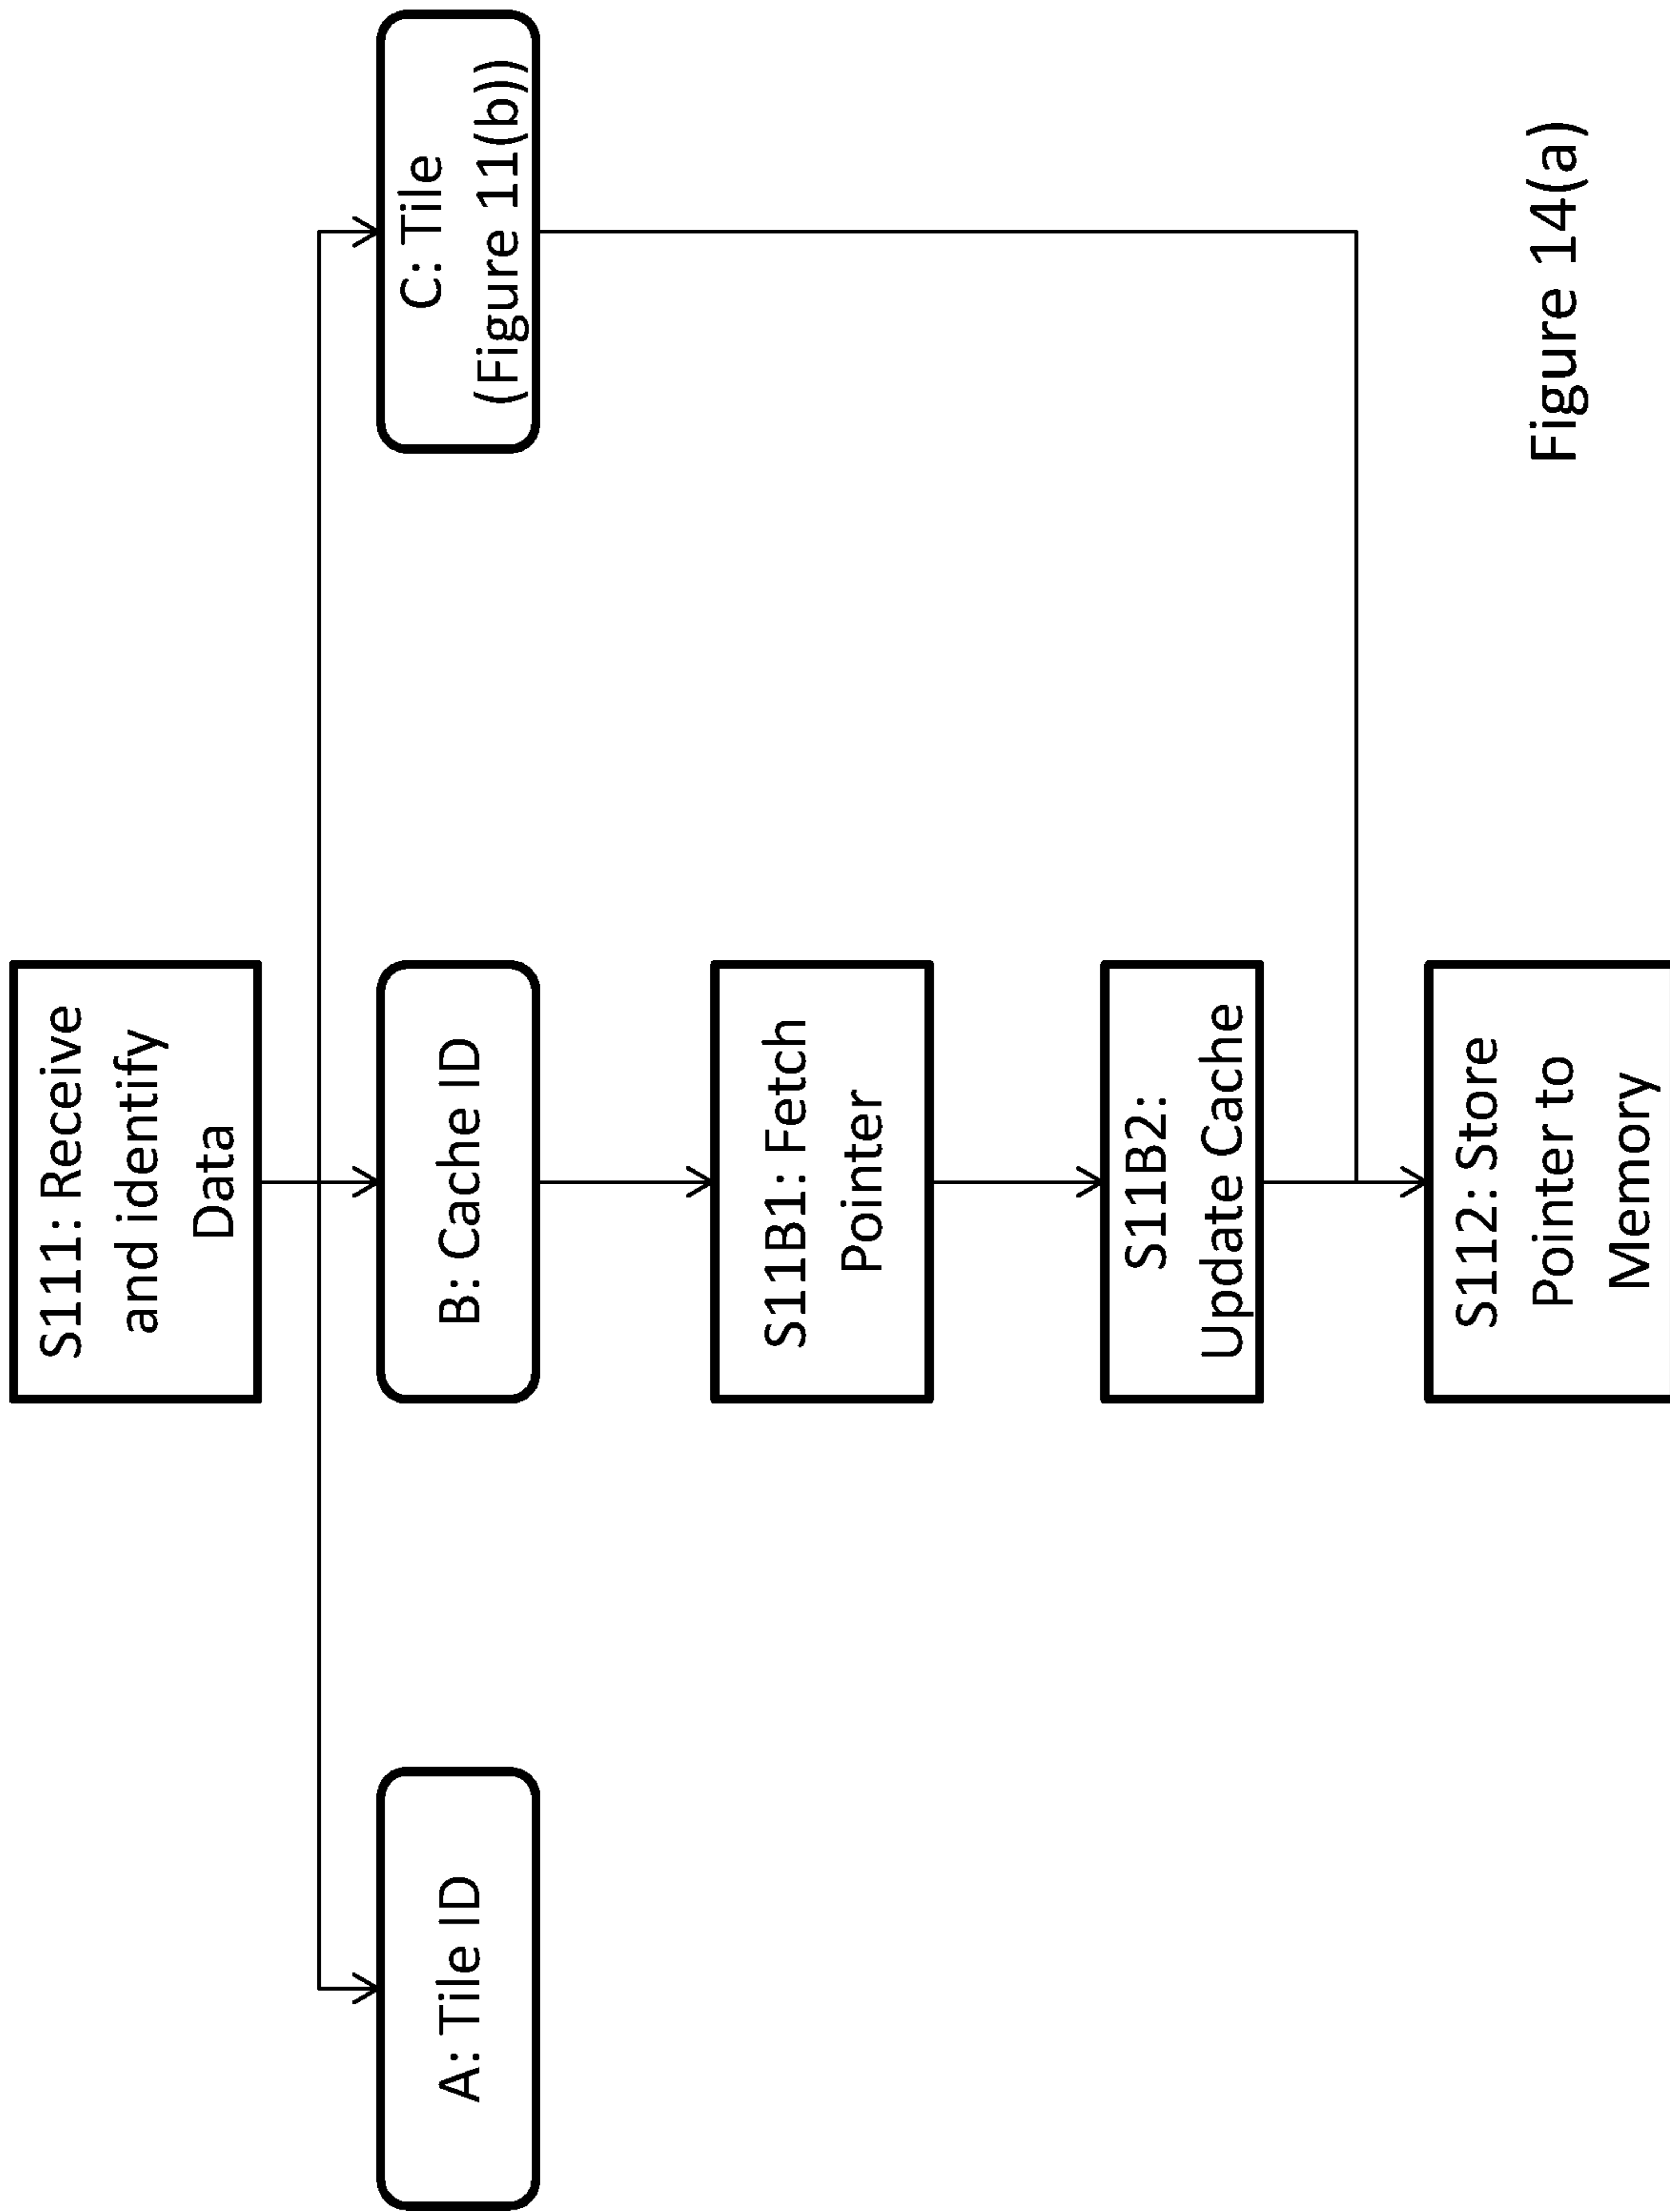 S111: Receive
and identify
Data
A: Tile ID
B: Cache ID
C: Tile
(Figure 11(b))
S11B1: Fetch
Pointer
S11B2:
Update Cache
S112: Store
Pointer to
Memory
Figure 14(a)